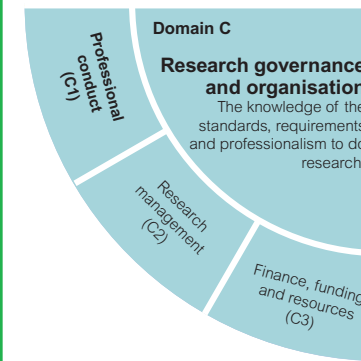 Domain C
Research governance
and organisation
The knowledge of the
standards, requirements
and professionalism to do
research
Professional
conduct
(C1)
Research
management
(C2)
Finance, funding
and resources
(C3)